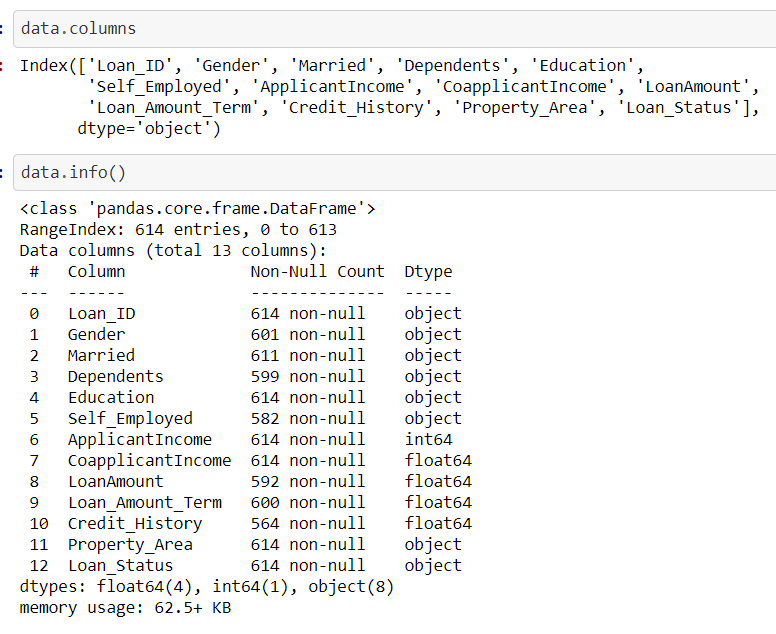 data.columns
Index(['Loan_ID', 'Gender', 'Married', 'Dependents', 'Education',
'Self_Employed', 'ApplicantIncome', 'CoapplicantIncome', 'LoanAmount',
'Loan_Amount_Term', 'Credit_History', 'Property_Area', 'Loan_Status'],
dtype='object')
data.info()
<class 'pandas.core.frame.DataFrame'>
RangeIndex: 614 entries, 0 to 613
Data columns (total 13 columns):
# Column Non-Null Count Dtype
--- ------ -------------- -----
0 Loan_ID 614 non-null object
1 Gender 601 non-null object
2 Married 611 non-null object
3 Dependents 599 non-null object
4 Education 614 non-null object
5 Self_Employed 582 non-null object
6 ApplicantIncome 614 non-null int64
7 CoapplicantIncome 614 non-null float64
8 LoanAmount 592 non-null float64
9 Loan_Amount_Term 600 non-null float64
10 Credit_History 564 non-null float64
11 Property_Area 614 non-null object
12 Loan_Status 614 non-null object
dtypes: float64(4), int64(1), object(8)
memory usage: 62.5+ KB